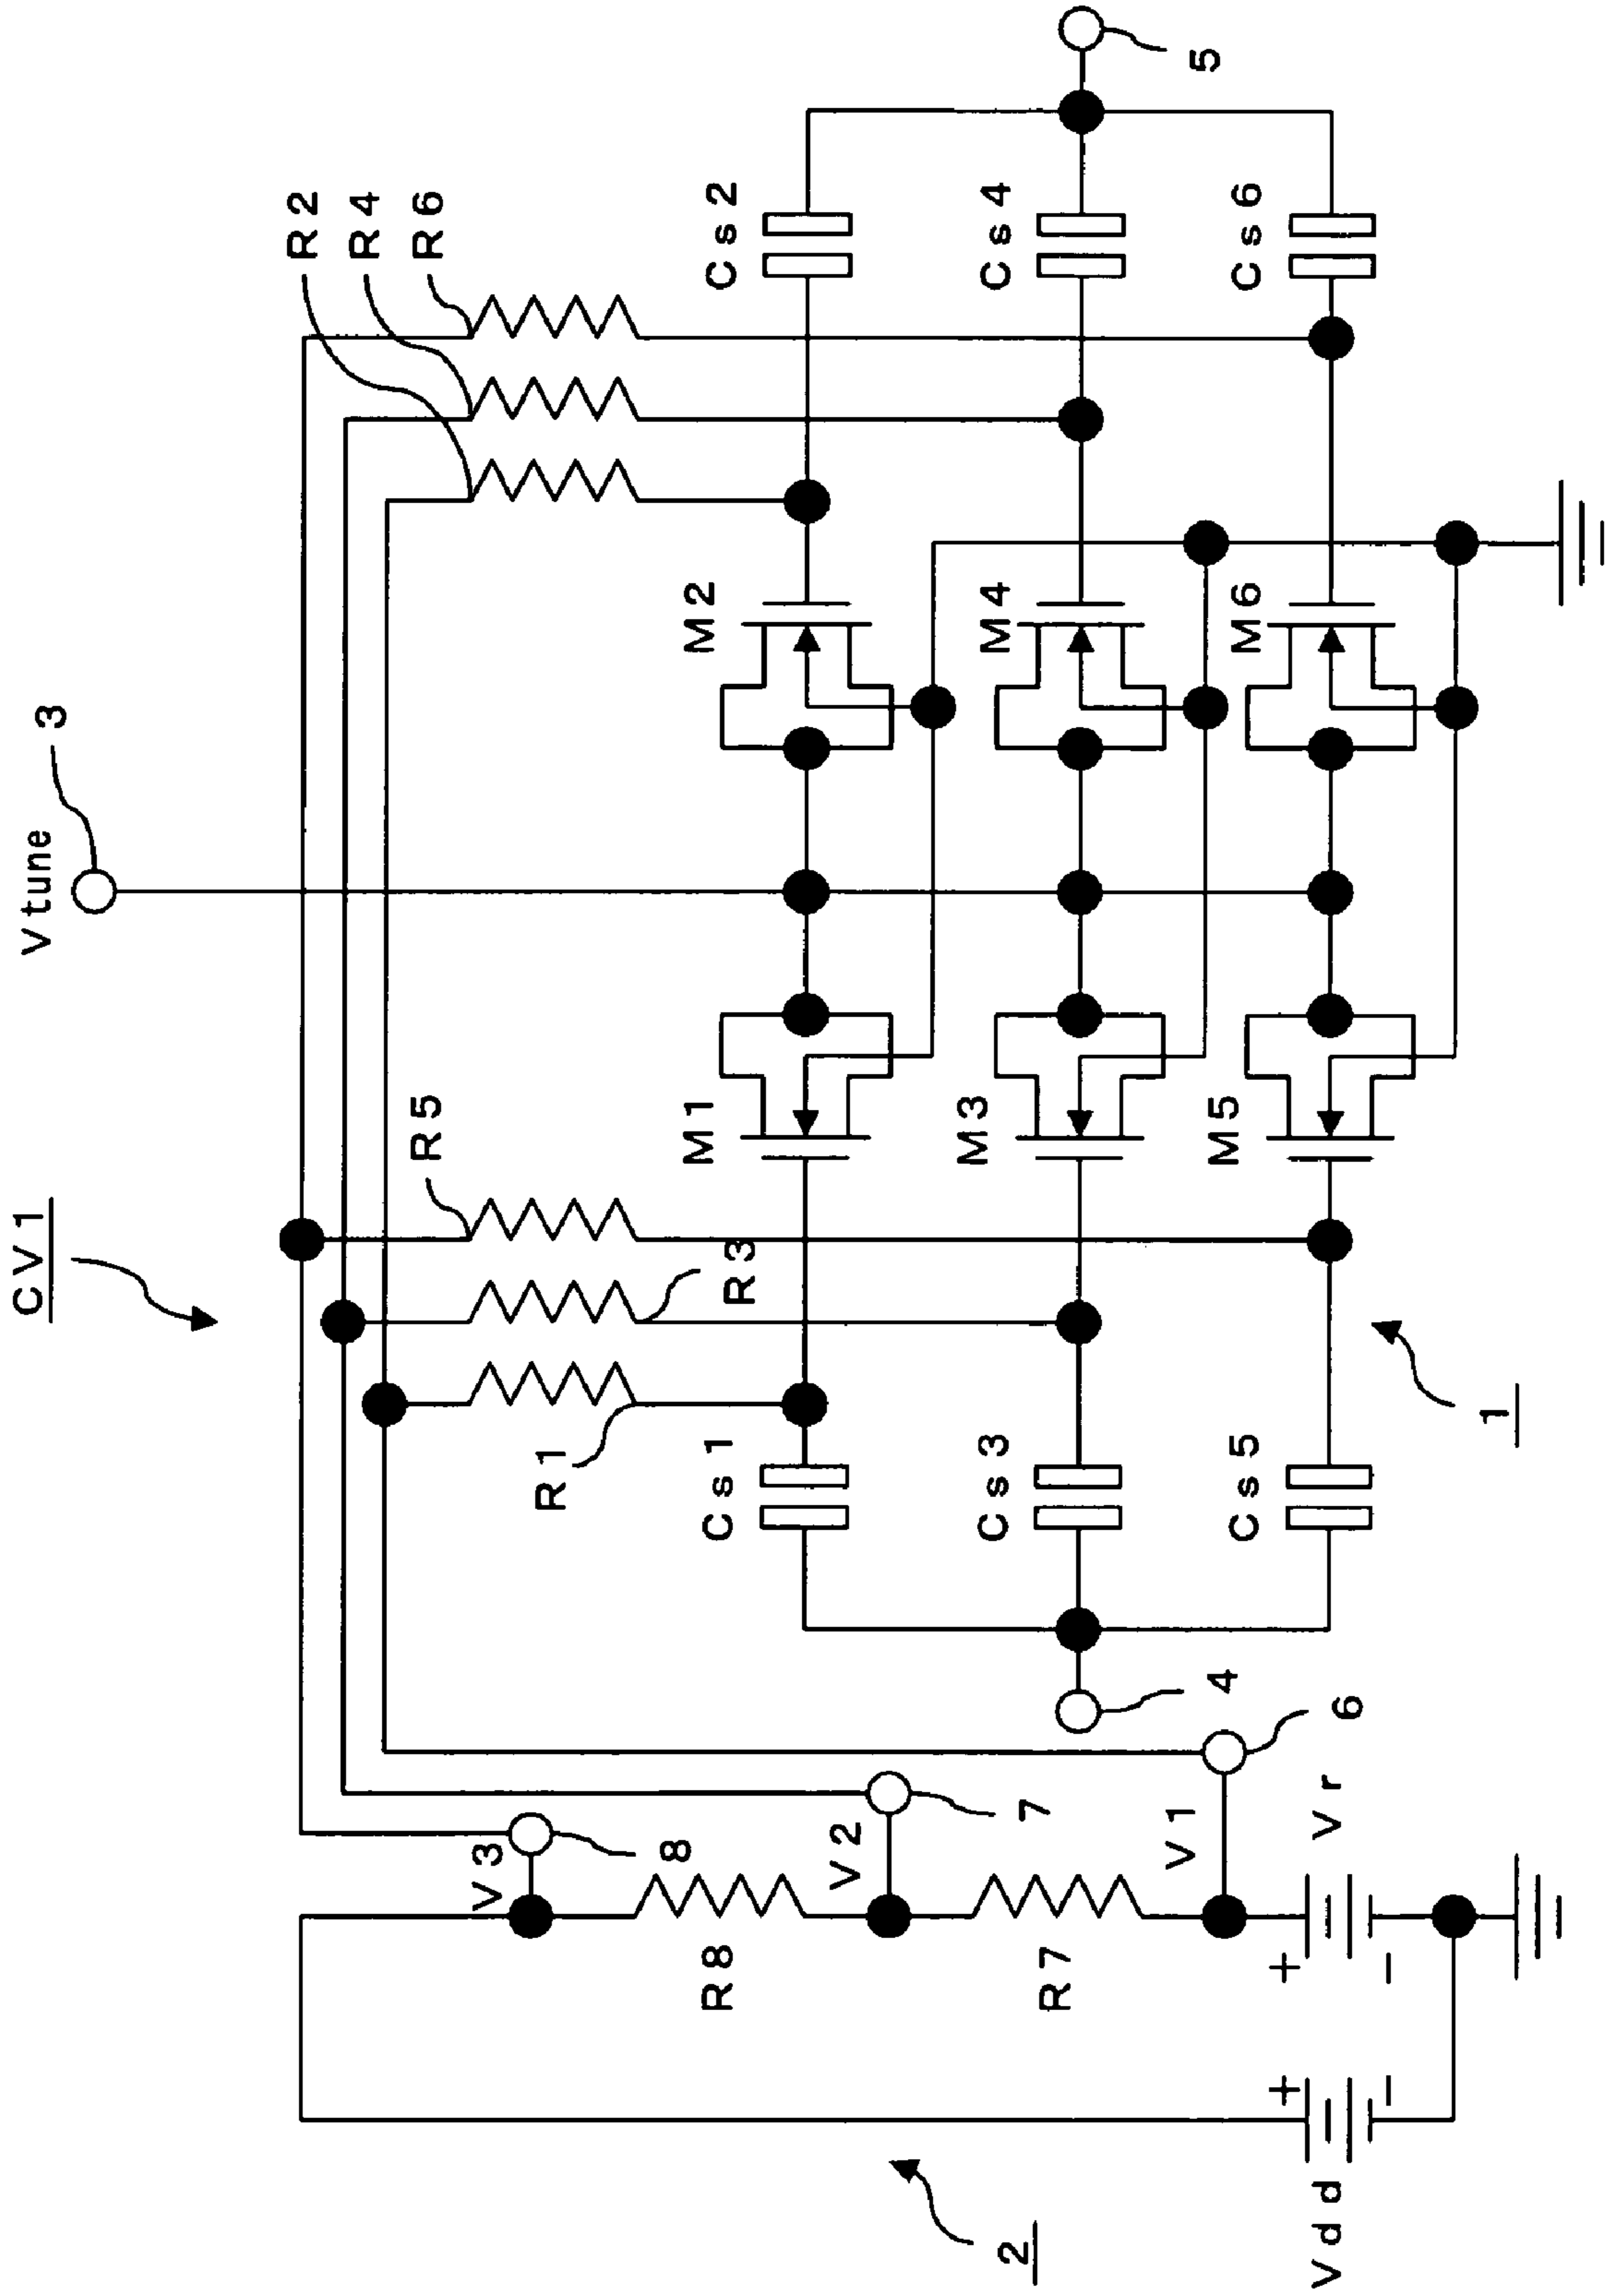 CV1
Vtune
3
R2
R4
R6
R5
R3
R1
Cs1
M1
M2
Cs2
Cs3
M3
M4
Cs4
Cs5
M5
M6
Cs6
5
4
6
7
8
V3
V2
V1
R8
R7
Vr
+
-
Vdd
+
-
1
2